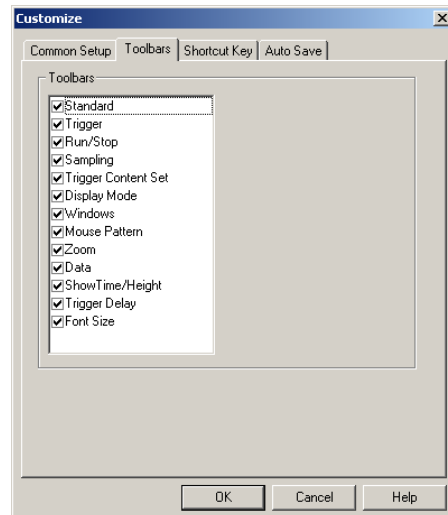 Customize
Common Setup Toolbars Shortcut Key Auto Save
Toolbars
Standard
Trigger
Run/Stop
Sampling
Trigger Content Set
Display Mode
Windows
Mouse Pattern
Zoom
Data
ShowTime/Height
Trigger Delay
Font Size
OK Cancel Help